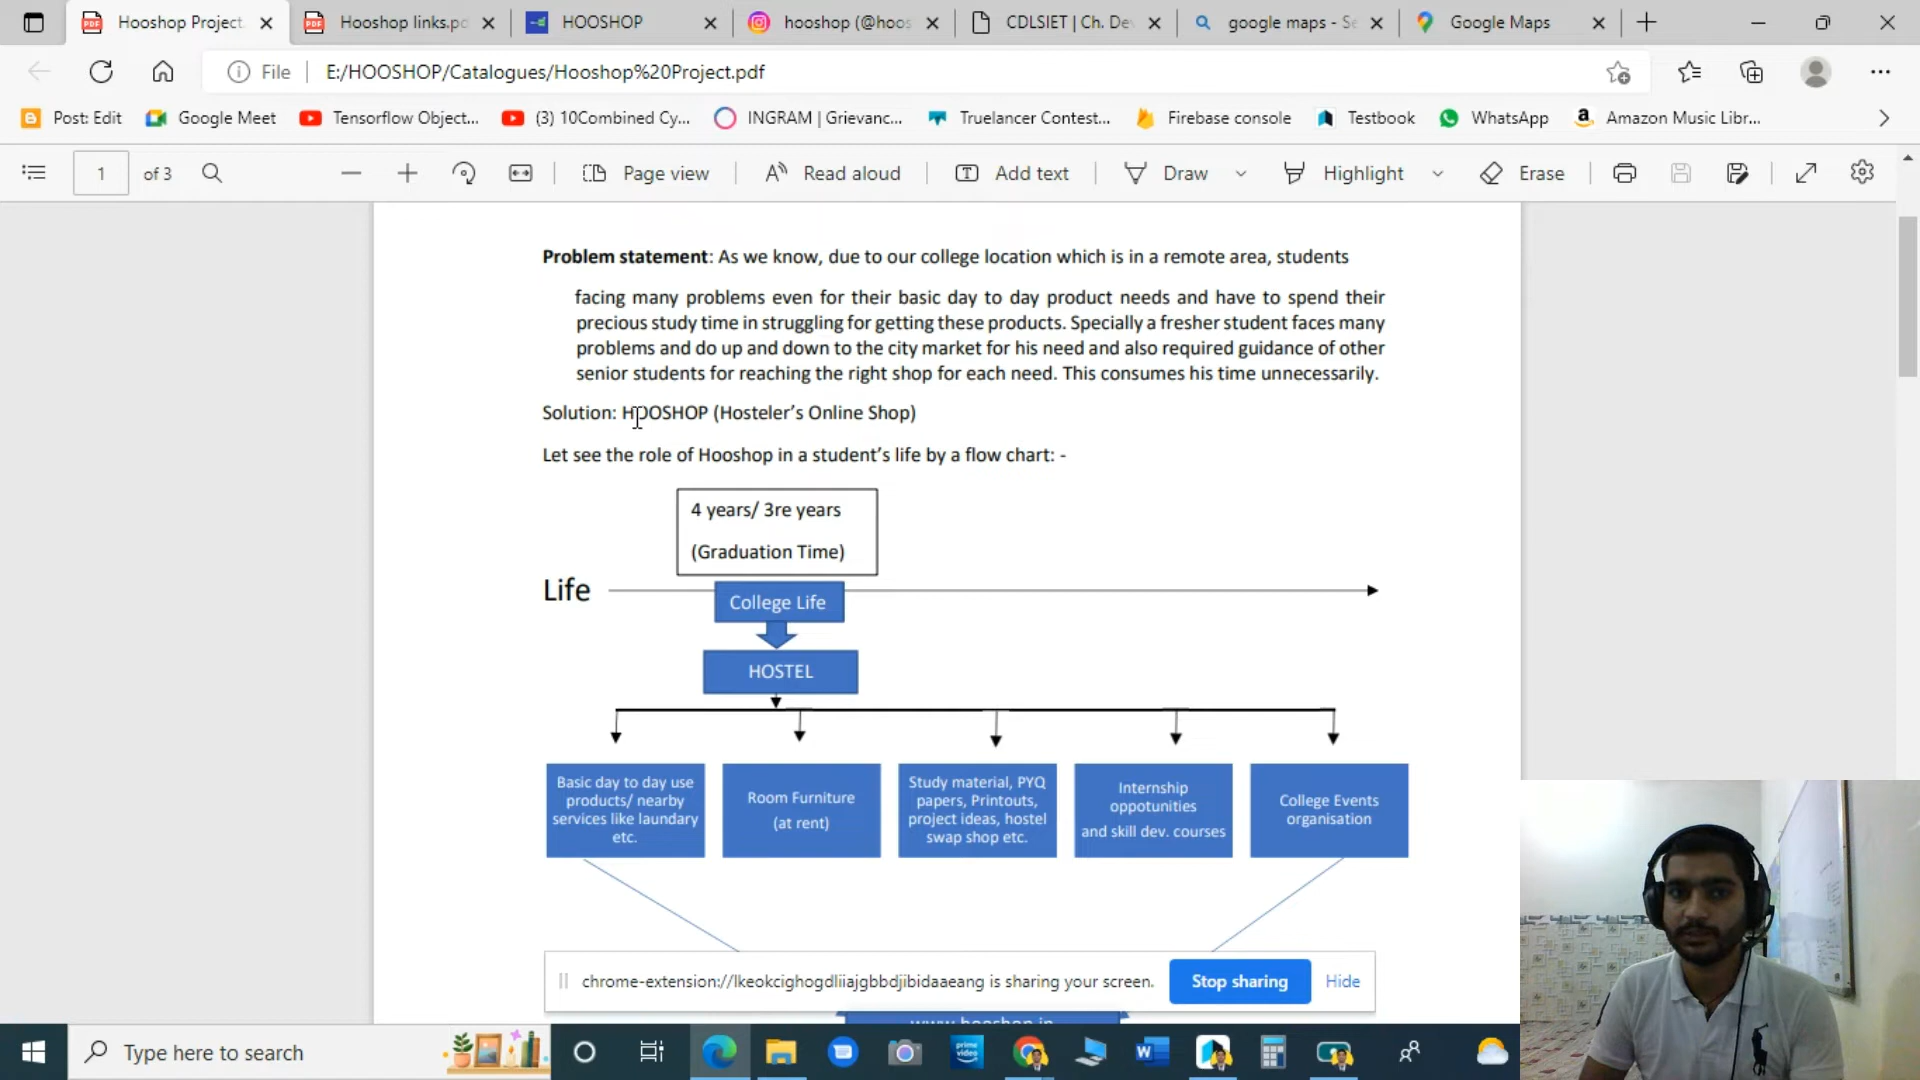 Hooshop Project.
Hooshop links.pd
HOOSHOP
hooshop (@hoos
CDLSIET | Ch. De
google maps - Se
Google Maps
File
E:/HOOSHOP/Catalogues/Hooshop%20Project.pdf
Post: Edit
Google Meet
Tensorflow Object...
(3) 10Combined Cy...
INGRAM | Grievanc...
Truelancer Contest...
Firebase console
Testbook
WhatsApp
Amazon Music Libr...
1
of 3
Page view
Read aloud
Add text
Draw
Highlight
Erase
Problem statement: As we know, due to our college location which is in a remote area, students
facing many problems even for their basic day to day product needs and have to spend their
precious study time in struggling for getting these products. Specially a fresher student faces many
problems and do up and down to the city market for his need and also required guidance of other
senior students for reaching the right shop for each need. This consumes his time unnecessarily.
Solution: HOOSHOP (Hosteler's Online Shop)
Let see the role of Hooshop in a student's life by a flow chart: -
4 years/ 3re years
(Graduation Time)
Life
College Life
HOSTEL
Basic day to day use
products/ nearby
services like laundary
etc.
Room Furniture
(at rent)
Study material, PYQ
papers, Printouts,
project ideas, hostel
swap shop etc.
Internship
oppotunities
and skill dev. courses
College Events
organisation
chrome-extension://lkeokcighogdliiajgbbdjibidaaeang is sharing your screen.
Stop sharing
Hide
www.hooshop.in
Type here to search
prime
video